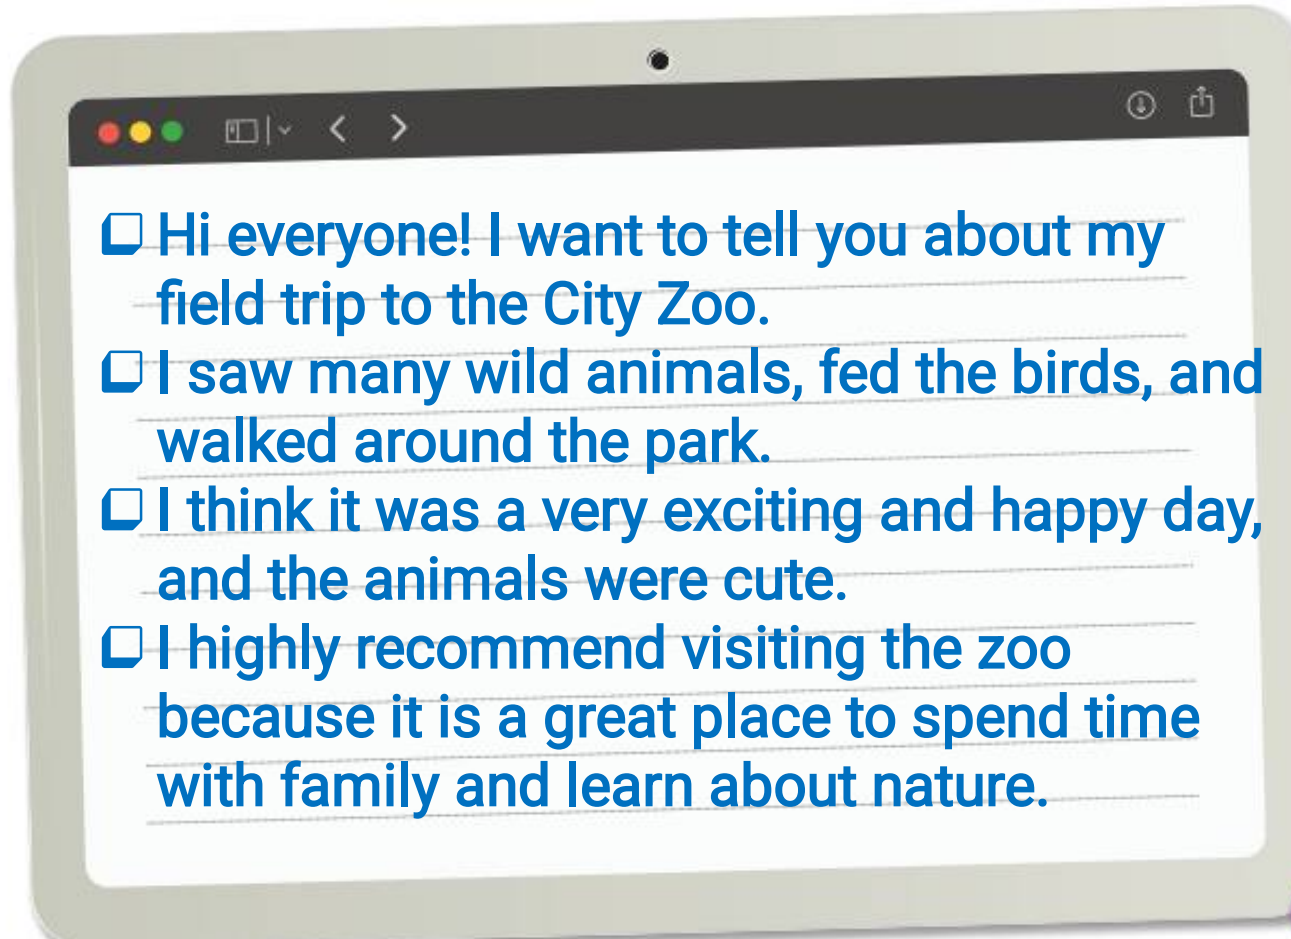 Hi everyone! I want to tell you about my
field trip to the City Zoo.
I saw many wild animals, fed the birds, and
walked around the park.
I think it was a very exciting and happy day,
and the animals were cute.
I highly recommend visiting the zoo
because it is a great place to spend time
with family and learn about nature.